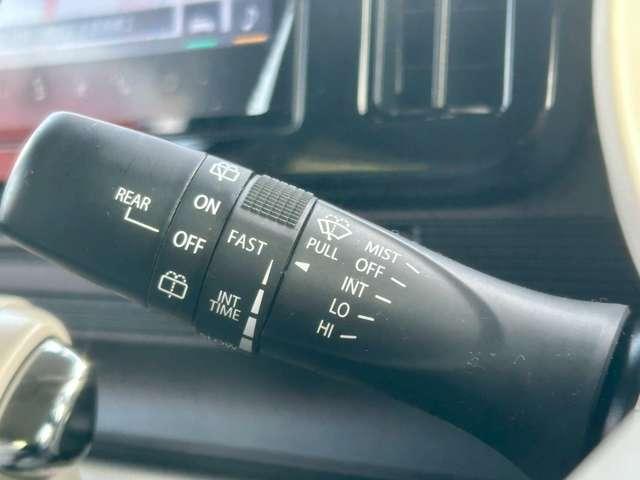 REAR
ON
OFF
FAST
INT
TIME
PULL
MIST
OFF
INT
LO
HI